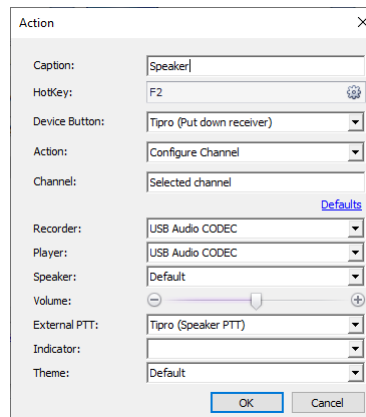 Action
Caption: Speaker
HotKey: F2
Device Button: Tipro (Put down receiver)
Action: Configure Channel
Channel: Selected channel
Defaults
Recorder: USB Audio CODEC
Player: USB Audio CODEC
Speaker: Default
Volume:
External PTT: Tipro (Speaker PTT)
Indicator:
Theme: Default
OK Cancel